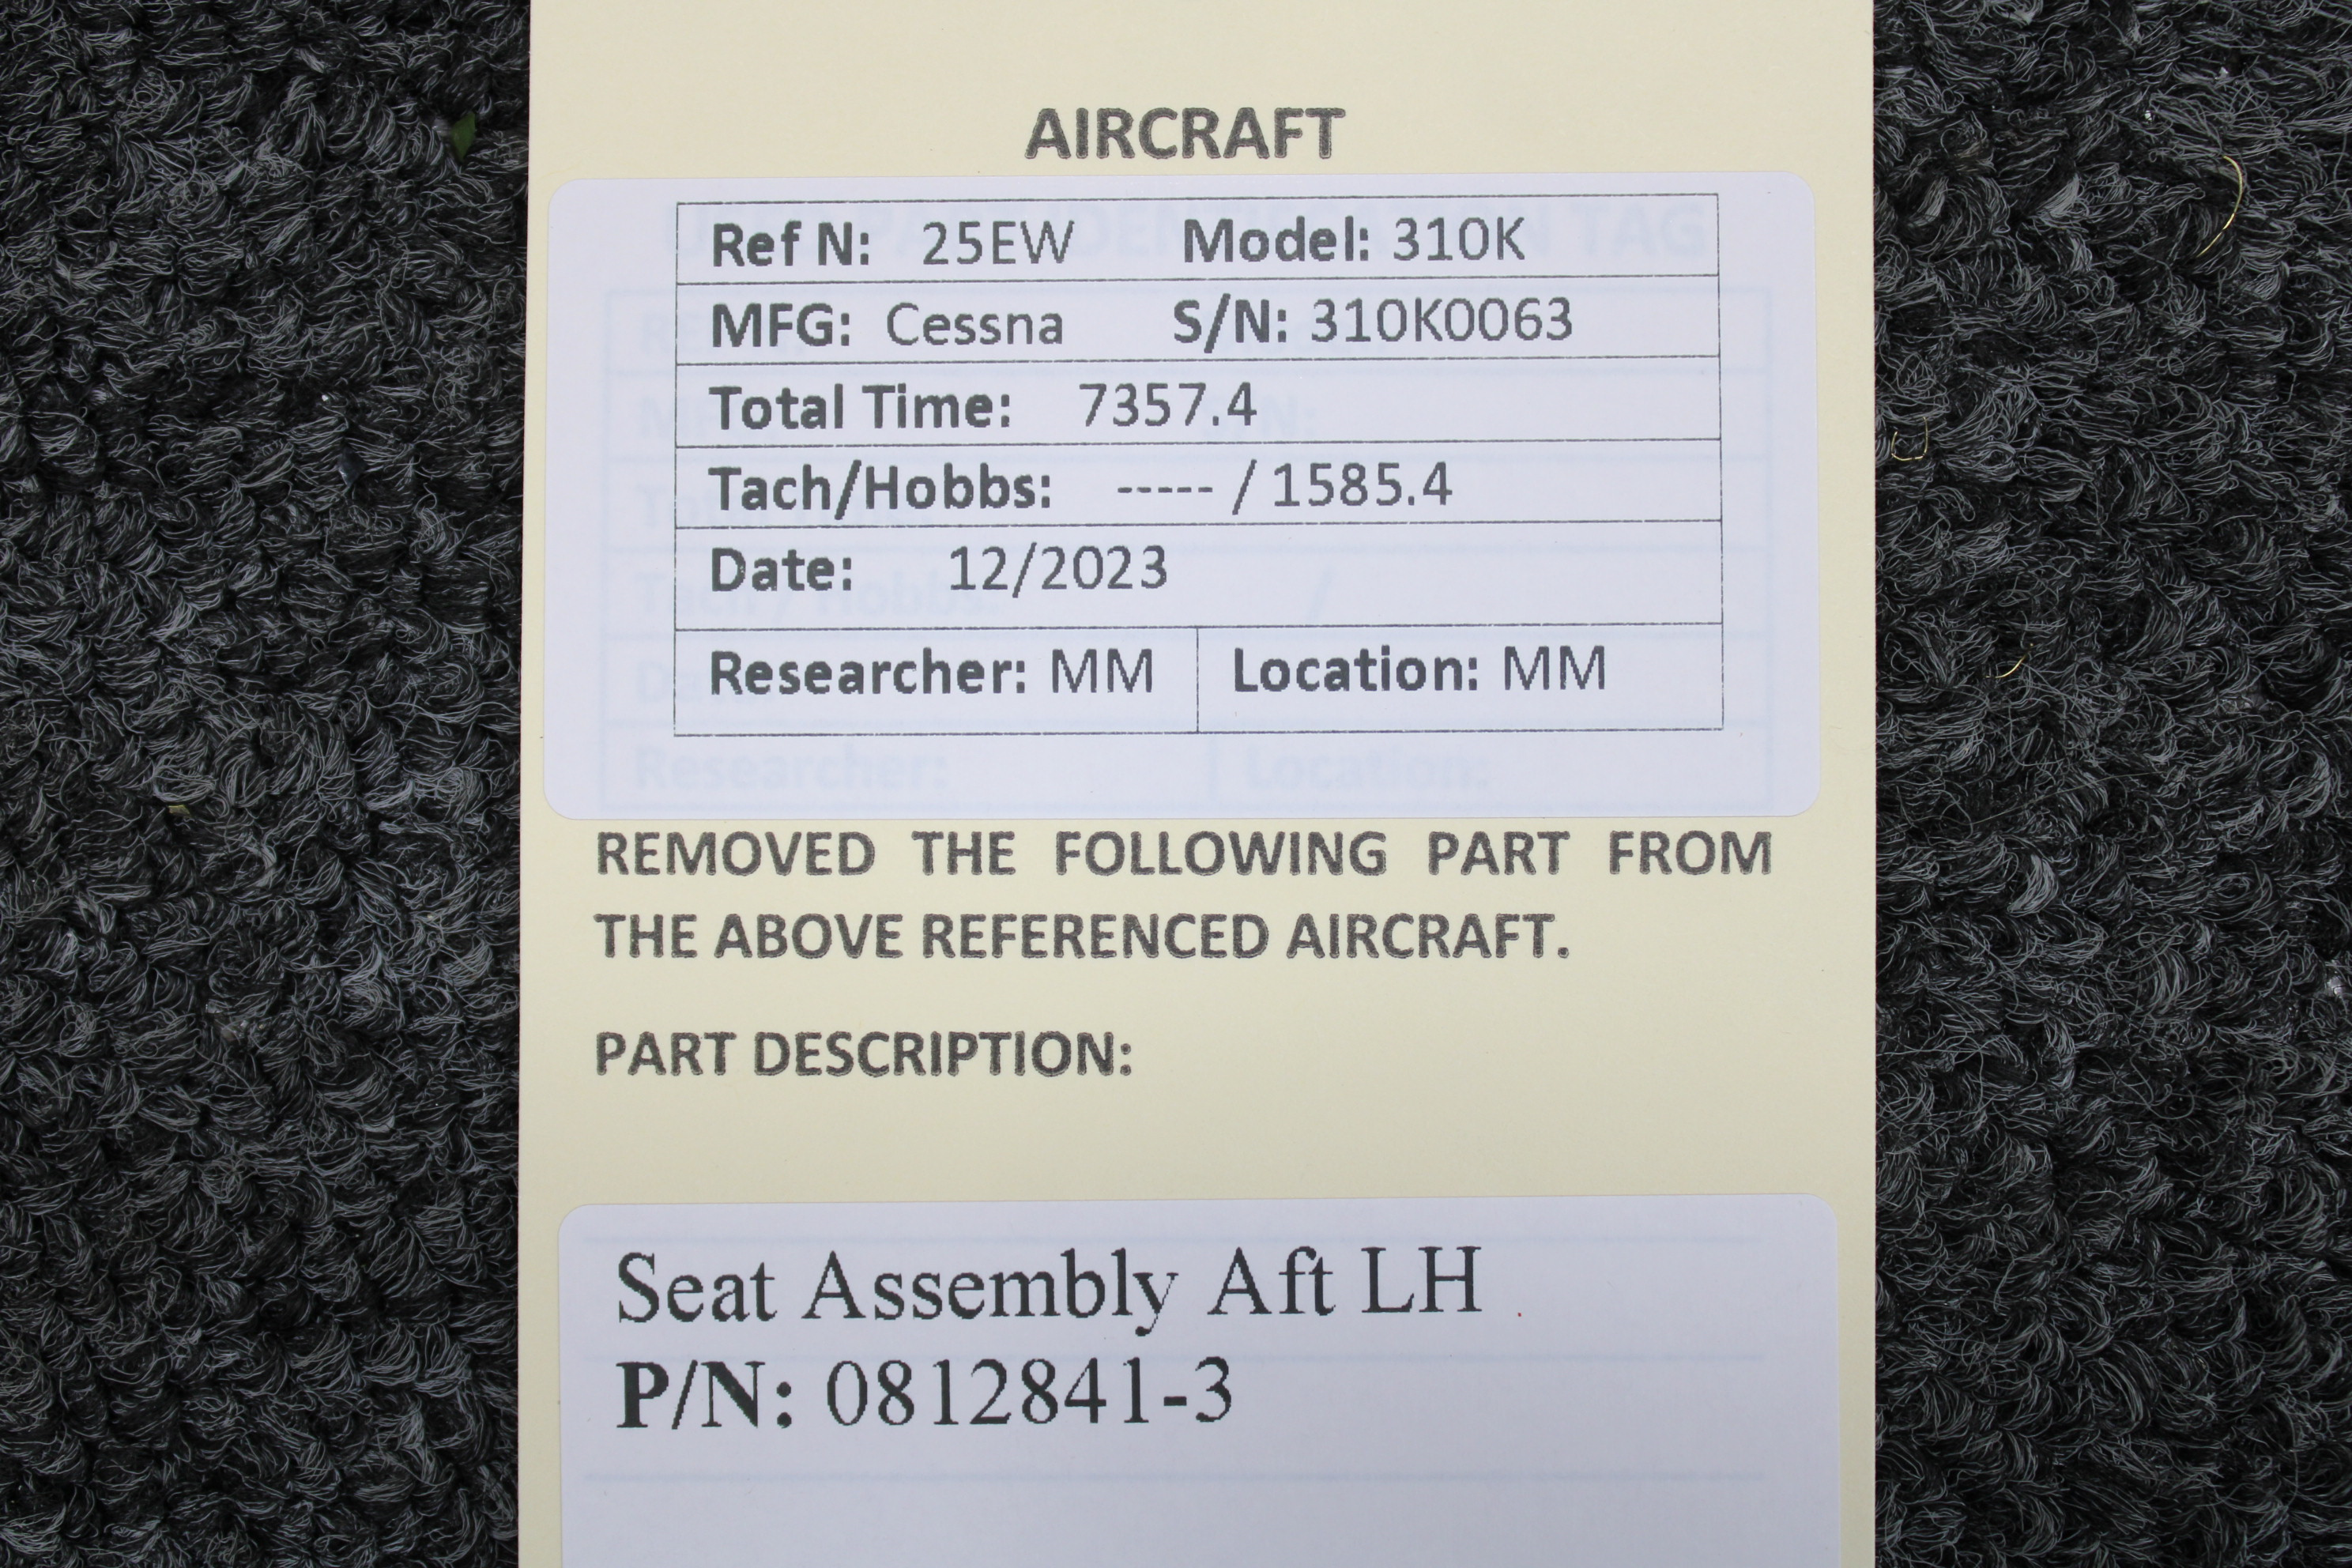 AIRCRAFT
Ref N: 25EW Model: 310K
MFG: Cessna S/N: 310K0063
Total Time: 7357.4
Tach/Hobbs: ----- / 1585.4
Date: 12/2023
Researcher: MM Location: MM
Researcher: Location:
REMOVED THE FOLLOWING PART FROM
THE ABOVE REFERENCED AIRCRAFT.
PART DESCRIPTION:
Seat Assembly Aft LH
P/N: 0812841-3